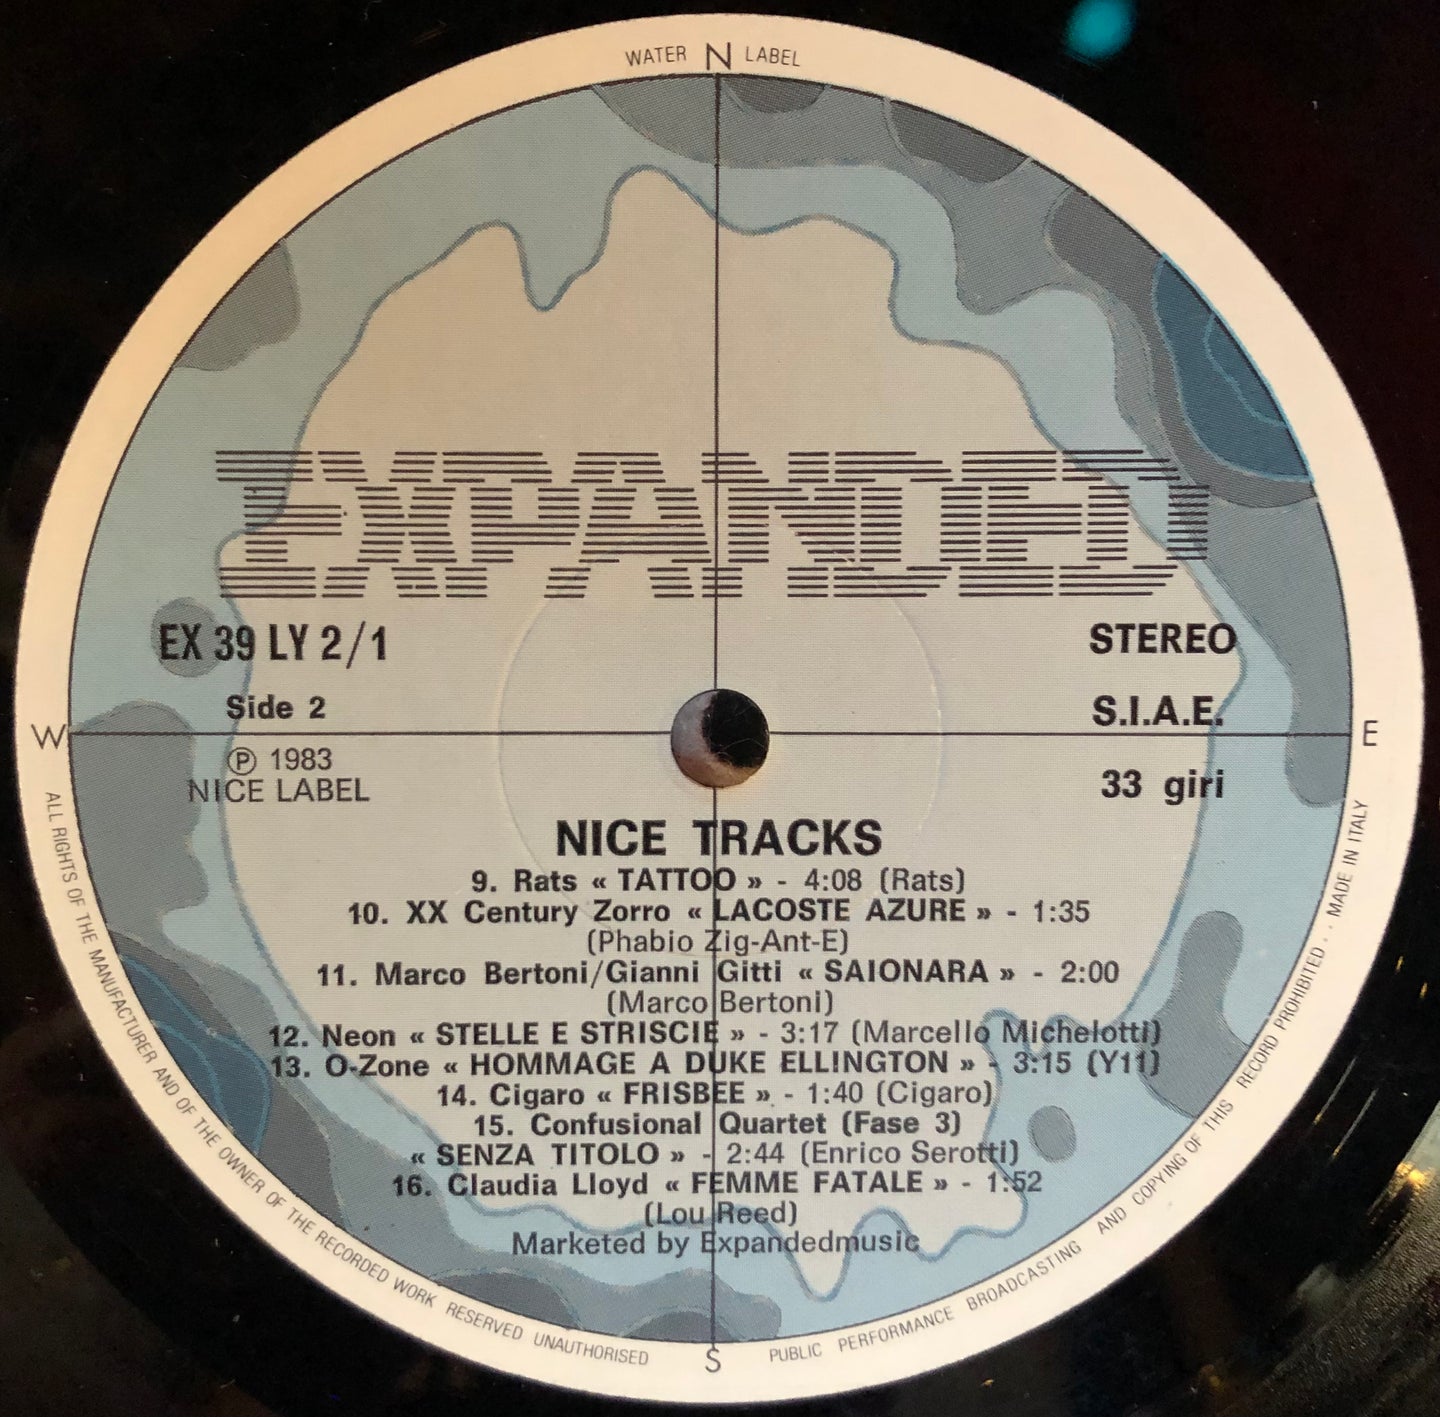 WATER N LABEL
EXPANDED
EX 39 LY 2/1
STEREO
Side 2
S.I.A.E.
W
E
℗ 1983
NICE LABEL
33 giri
NICE TRACKS
9. Rats « TATTOO » - 4:08 (Rats)
10. XX Century Zorro « LACOSTE AZURE » - 1:35
(Phabio Zig-Ant-E)
11. Marco Bertoni/Gianni Gitti « SAIONARA » - 2:00
(Marco Bertoni)
12. Neon « STELLE E STRISCIE » - 3:17 (Marcello Michelotti)
13. O-Zone « HOMMAGE A DUKE ELLINGTON » - 3:15 (Y11)
14. Cigaro « FRISBEE » - 1:40 (Cigaro)
15. Confusional Quartet (Fase 3)
« SENZA TITOLO » - 2:44 (Enrico Serotti)
16. Claudia Lloyd « FEMME FATALE » - 1:52
(Lou Reed)
Marketed by Expandedmusic
S
ALL RIGHTS OF THE MANUFACTURER AND OF THE OWNER OF THE RECORDED WORK RESERVED UNAUTHORISED PUBLIC PERFORMANCE BROADCASTING AND COPYING OF THIS RECORD PROHIBITED . . MADE IN ITALY